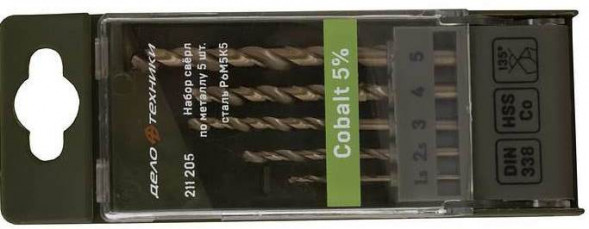 ДЕЛО ТЕХНИКИ
211 205
Набор свёрл
по металлу 5 шт.
сталь Р6М5К5
Cobalt 5%
1.5 2.5 3 4 5
DIN
338
HSS
Co
135°